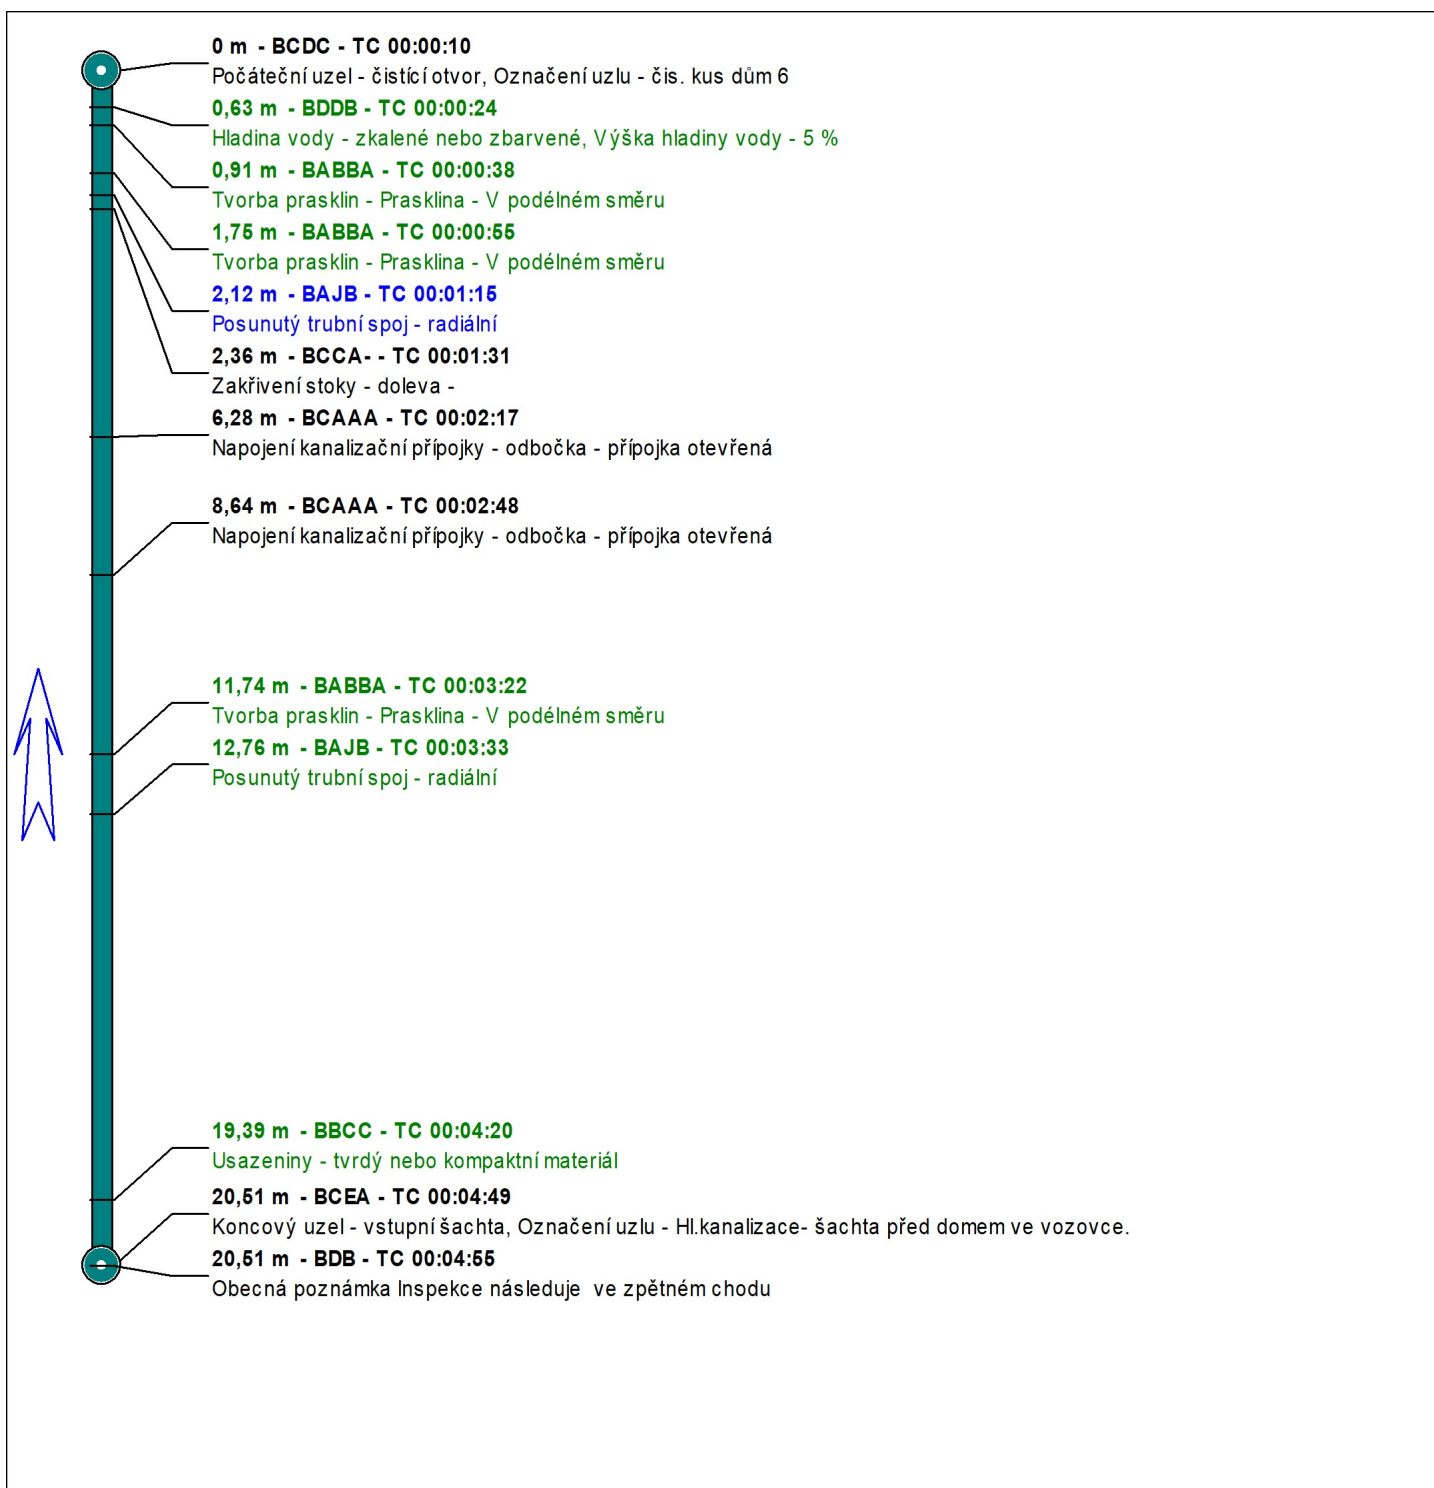 0 m - BCDC - TC 00:00:10
Počáteční uzel - čistící otvor, Označení uzlu - čis. kus dům 6
0,63 m - BDDB - TC 00:00:24
Hladina vody - zkalené nebo zbarvené, Výška hladiny vody - 5 %
0,91 m - BABBA - TC 00:00:38
Tvorba prasklin - Prasklina - V podélném směru
1,75 m - BABBA - TC 00:00:55
Tvorba prasklin - Prasklina - V podélném směru
2,12 m - BAJB - TC 00:01:15
Posunutý trubní spoj - radiální
2,36 m - BCCA- - TC 00:01:31
Zakřivení stoky - doleva -
6,28 m - BCAAA - TC 00:02:17
Napojení kanalizační přípojky - odbočka - přípojka otevřená
8,64 m - BCAAA - TC 00:02:48
Napojení kanalizační přípojky - odbočka - přípojka otevřená
11,74 m - BABBA - TC 00:03:22
Tvorba prasklin - Prasklina - V podélném směru
12,76 m - BAJB - TC 00:03:33
Posunutý trubní spoj - radiální
19,39 m - BBCC - TC 00:04:20
Usazeniny - tvrdý nebo kompaktní materiál
20,51 m - BCEA - TC 00:04:49
Koncový uzel - vstupní šachta, Označení uzlu - Hl.kanalizace- šachta před domem ve vozovce.
20,51 m - BDB - TC 00:04:55
Obecná poznámka Inspekce následuje ve zpětném chodu